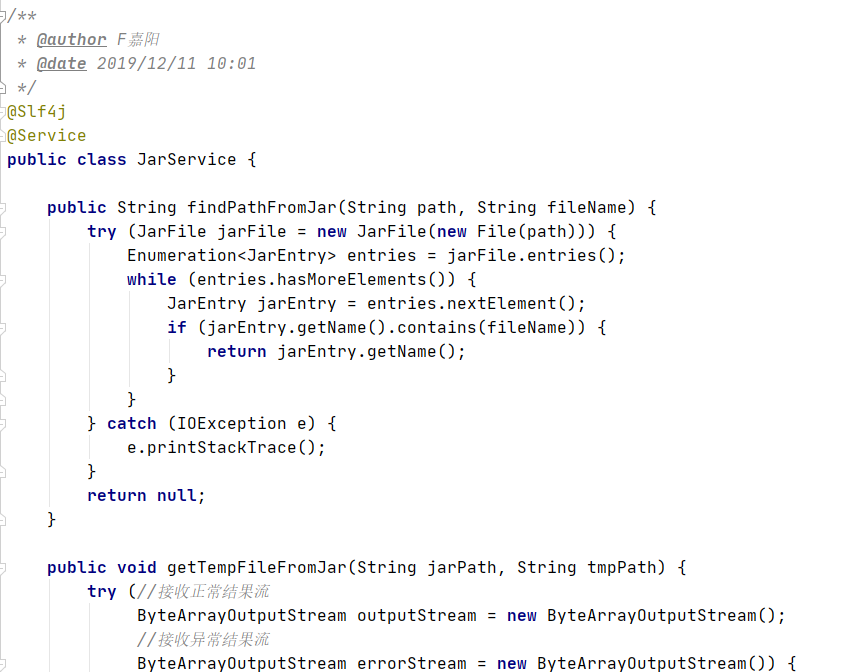 /**
 * @author F嘉阳
 * @date 2019/12/11 10:01
 */
@Slf4j
@Service
public class JarService {
    public String findPathFromJar(String path, String fileName) {
        try (JarFile jarFile = new JarFile(new File(path))) {
            Enumeration<JarEntry> entries = jarFile.entries();
            while (entries.hasMoreElements()) {
                JarEntry jarEntry = entries.nextElement();
                if (jarEntry.getName().contains(fileName)) {
                    return jarEntry.getName();
                }
            }
        } catch (IOException e) {
            e.printStackTrace();
        }
        return null;
    }
    public void getTempFileFromJar(String jarPath, String tmpPath) {
        try (//接收正常结果流
             ByteArrayOutputStream outputStream = new ByteArrayOutputStream();
             //接收异常结果流
             ByteArrayOutputStream errorStream = new ByteArrayOutputStream()) {